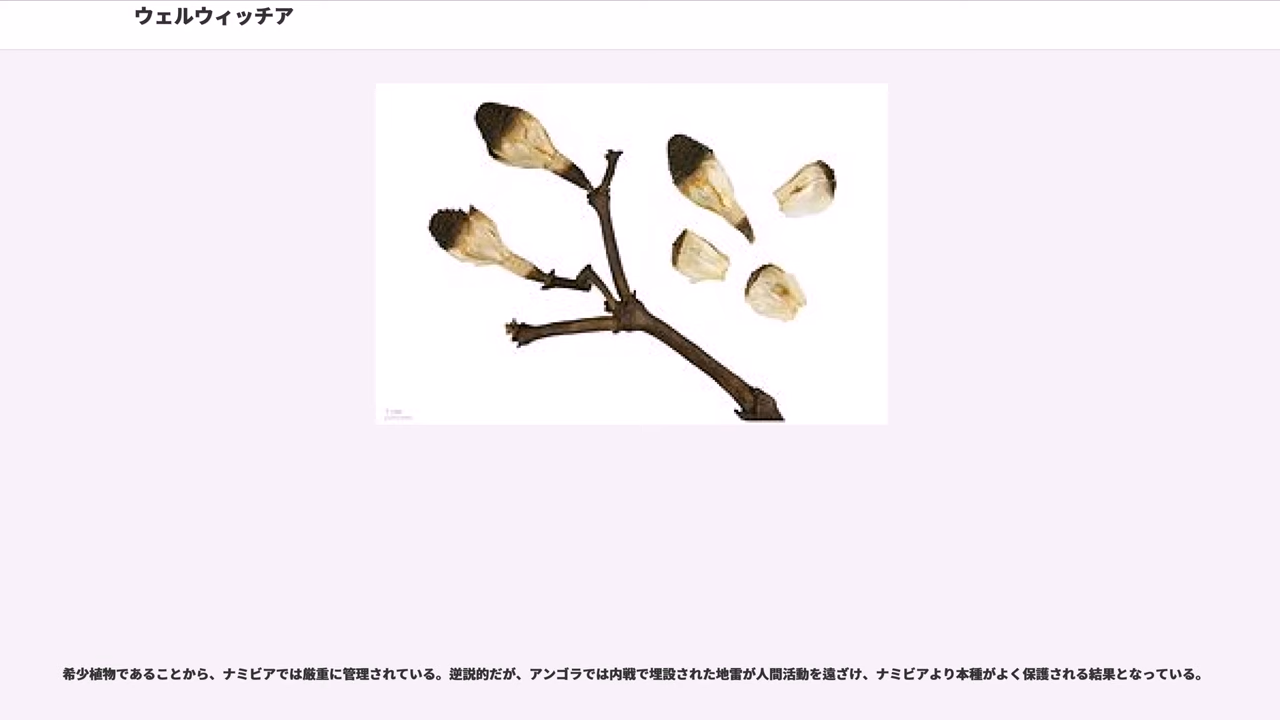 ウェルウィッチア
希少植物であることから、ナミビアでは厳重に管理されている。逆説的だが、アンゴラでは内戦で埋設された地雷が人間活動を遠ざけ、ナミビアより本種がよく保護される結果となっている。